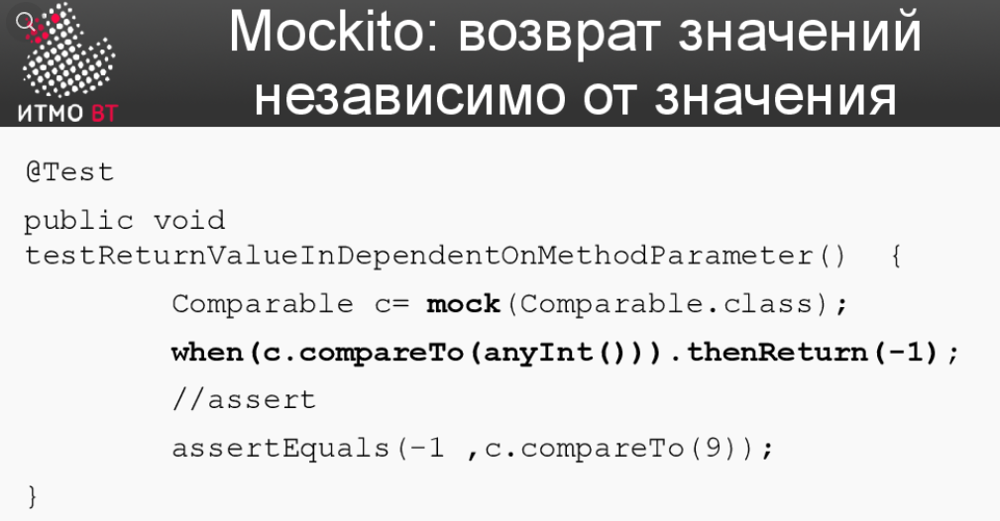 ИТМО ВТ
Mockito: возврат значений
независимо от значения
@Test
public void
testReturnValueInDependentOnMethodParameter()  {
Comparable c= mock(Comparable.class);
when(c.compareTo(anyInt())).thenReturn(-1);
//assert
assertEquals(-1 ,c.compareTo(9));
}